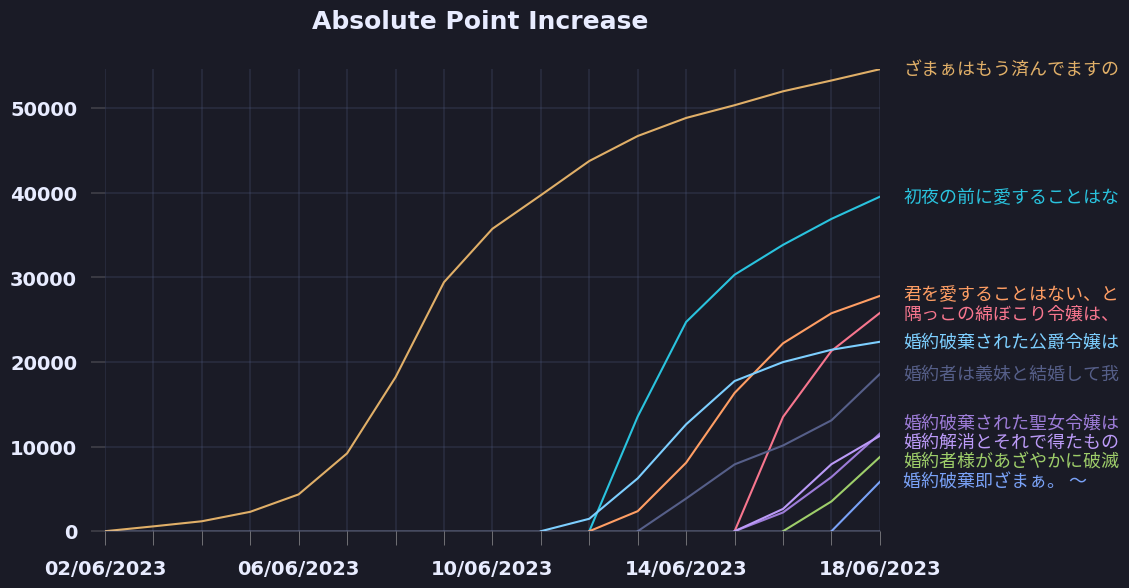 Absolute Point Increase
50000
40000
30000
20000
10000
0
02/06/2023
06/06/2023
10/06/2023
14/06/2023
18/06/2023
ざまぁはもう済んでますの
初夜の前に愛することはな
君を愛することはない、と
隅っこの綿ぼこり令嬢は、
婚約破棄された公爵令嬢は
婚約者は義妹と結婚して我
婚約破棄された聖女令嬢は
婚約解消とそれで得たもの
婚約者様があざやかに破滅
婚約破棄即ざまぁ。 〜